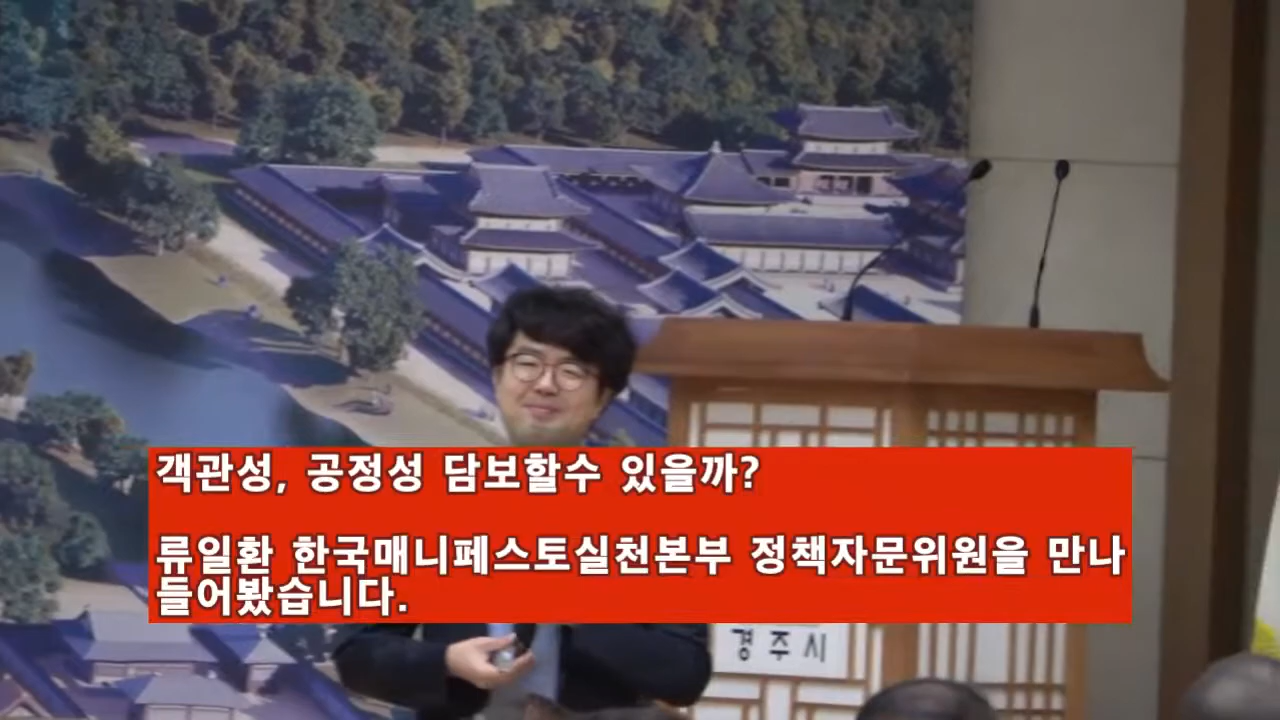 객관성, 공정성 담보할수 있을까?
류일환 한국매니페스토실천본부 정책자문위원을 만나
들어봤습니다.
경주시